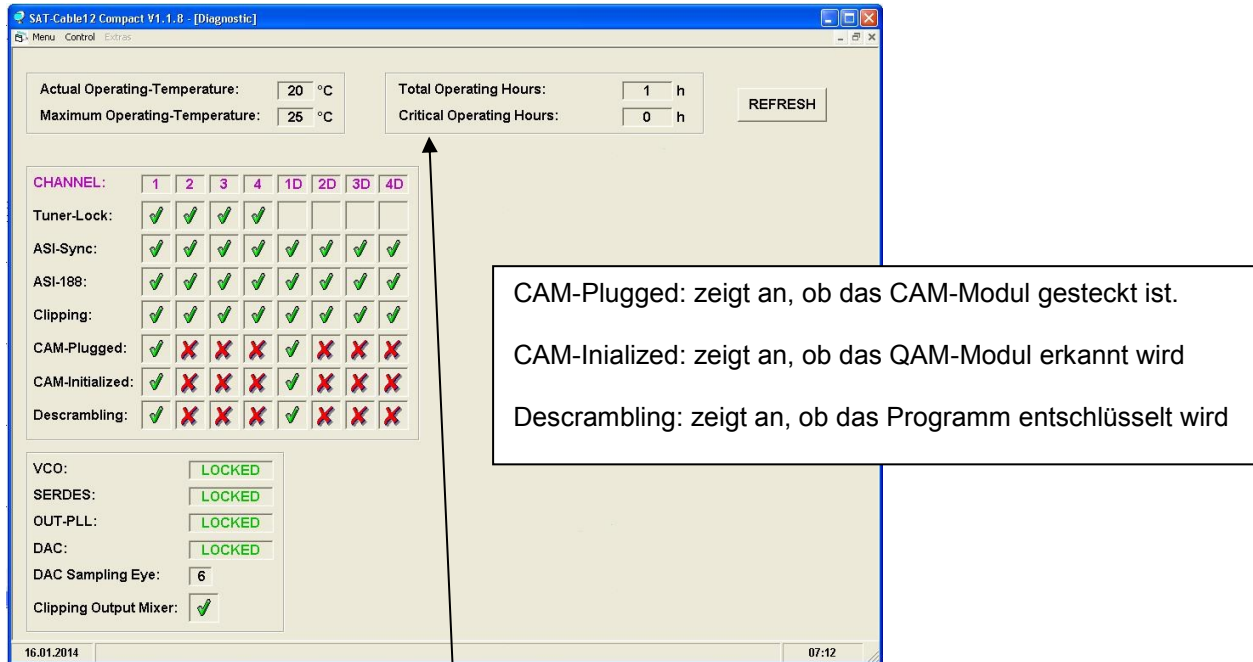 SAT-Cable12 Compact V1.1.8 - [Diagnostic]
Menu Control Extras
Actual Operating-Temperature: 20 °C
Maximum Operating-Temperature: 25 °C
Total Operating Hours: 1 h
Critical Operating Hours: 0 h
REFRESH
CHANNEL: 1 2 3 4 1D 2D 3D 4D
Tuner-Lock:
ASI-Sync:
ASI-188:
Clipping:
CAM-Plugged:
CAM-Initialized:
Descrambling:
CAM-Plugged: zeigt an, ob das CAM-Modul gesteckt ist.
CAM-Inialized: zeigt an, ob das QAM-Modul erkannt wird
Descrambling: zeigt an, ob das Programm entschlüsselt wird
VCO: LOCKED
SERDES: LOCKED
OUT-PLL: LOCKED
DAC: LOCKED
DAC Sampling Eye: 6
Clipping Output Mixer:
16.01.2014 07:12